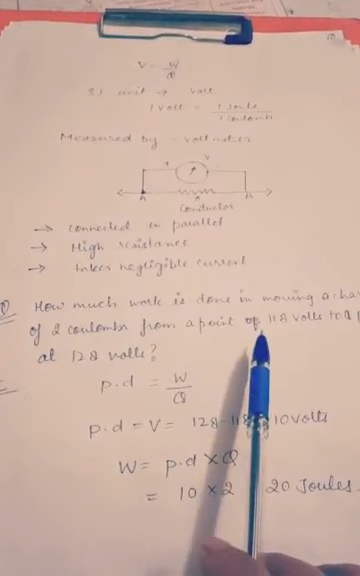 V = W/Q
SI unit → volt
1 volt = 1 Joule / 1 coulomb
Measured by - voltmeter
+ V -
A R B
conductor
→ connected in parallel
→ High resistance
→ takes negligible current
Q How much work is done in moving a cha
of 2 coulombs from a point of 118 volts to a p
at 128 volts?
p.d = W/Q
p.d = V = 128 - 118 10 volts
W = p.d × Q
= 10 × 2 20 Joules.